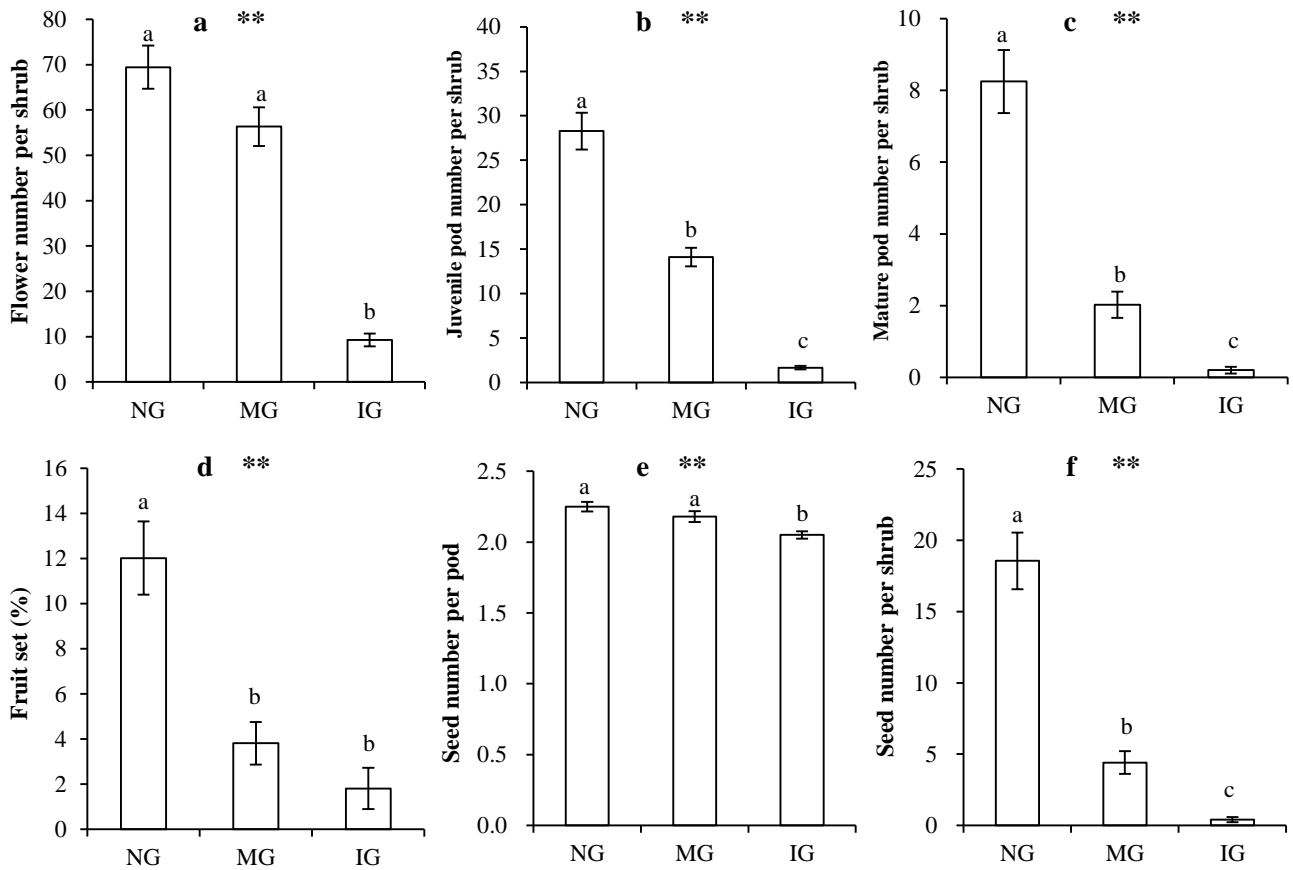 a **
Flower number per shrub
80
70
60
50
40
30
20
10
0
a
a
b
NG MG IG
b **
Juvenile pod number per shrub
40
35
30
25
20
15
10
5
0
a
b
c
NG MG IG
c **
Mature pod number per shrub
10
8
6
4
2
0
a
b
c
NG MG IG
d **
Fruit set (%)
16
14
12
10
8
6
4
2
0
a
b
b
NG MG IG
e **
Seed number per pod
2.5
2.0
1.5
1.0
0.5
0.0
a
a
b
NG MG IG
f **
Seed number per shrub
25
20
15
10
5
0
a
b
c
NG MG IG